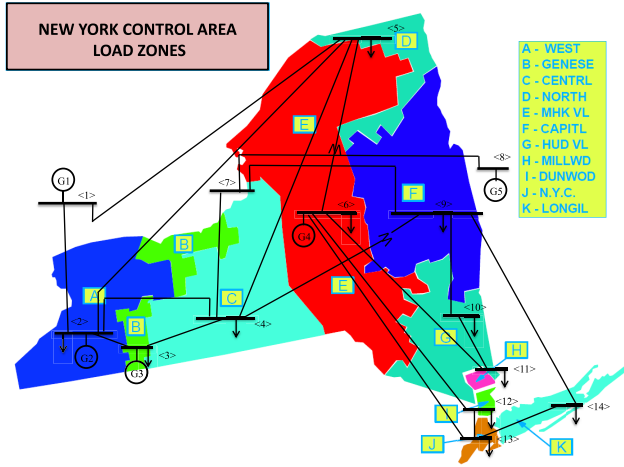 NEW YORK CONTROL AREA
LOAD ZONES
A - WEST
B - GENESE
C - CENTRL
D - NORTH
E - MHK VL
F - CAPITL
G - HUD VL
H - MILLWD
I - DUNWOD
J - N.Y.C.
K - LONGIL
<5>
D
E
<8>
G5
G1
<1>
<7>
F
<6>
<9>
G4
B
A
C
E
<2>
G2
B
<3>
G3
<4>
<10>
G
H
<11>
I
<12>
<14>
J
<13>
K